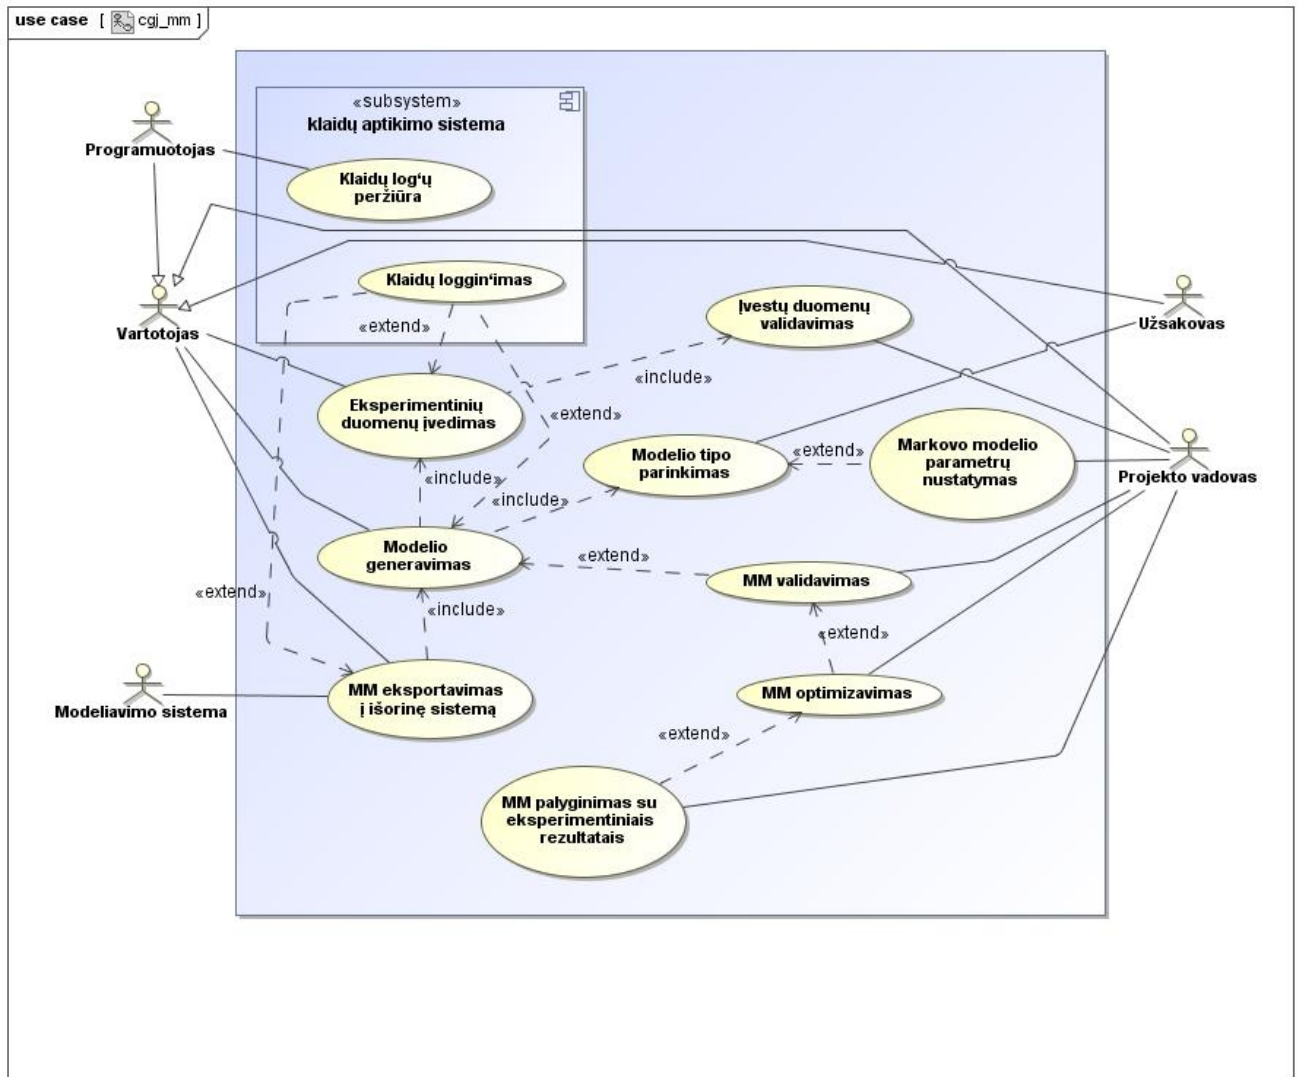 use case [ cgj_mm ]
«subsystem»
klaidų aptikimo sistema
Programuotojas
Klaidų log‘ų
peržiūra
Klaidų loggin‘imas
Vartotojas
«extend»
Įvestų duomenų
validavimas
Užsakovas
«include»
Eksperimentinių
duomenų įvedimas
«extend»
Modelio tipo
parinkimas
«extend»
Markovo modelio
parametrų
nustatymas
Projekto vadovas
«include»
«include»
Modelio
generavimas
«extend»
MM validavimas
«extend»
«include»
«extend»
MM eksportavimas
į išorinę sistemą
MM optimizavimas
Modeliavimo sistema
«extend»
MM palyginimas su
eksperimentiniais
rezultatais